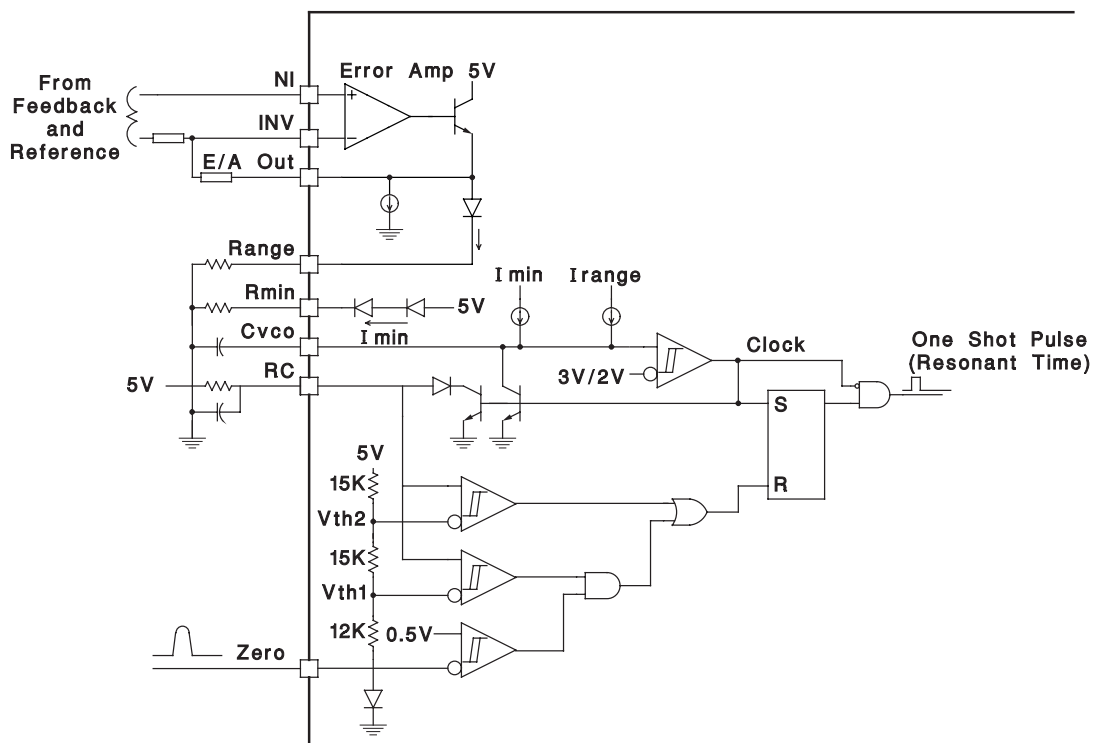 Error Amp 5V
From
Feedback
and
Reference
NI
INV
E/A Out
Range
Rmin
5V
I min
Cvco
RC
5V
I min
I range
3V/2V
Clock
One Shot Pulse
(Resonant Time)
S
R
5V
15K
Vth2
15K
Vth1
12K
0.5V
Zero